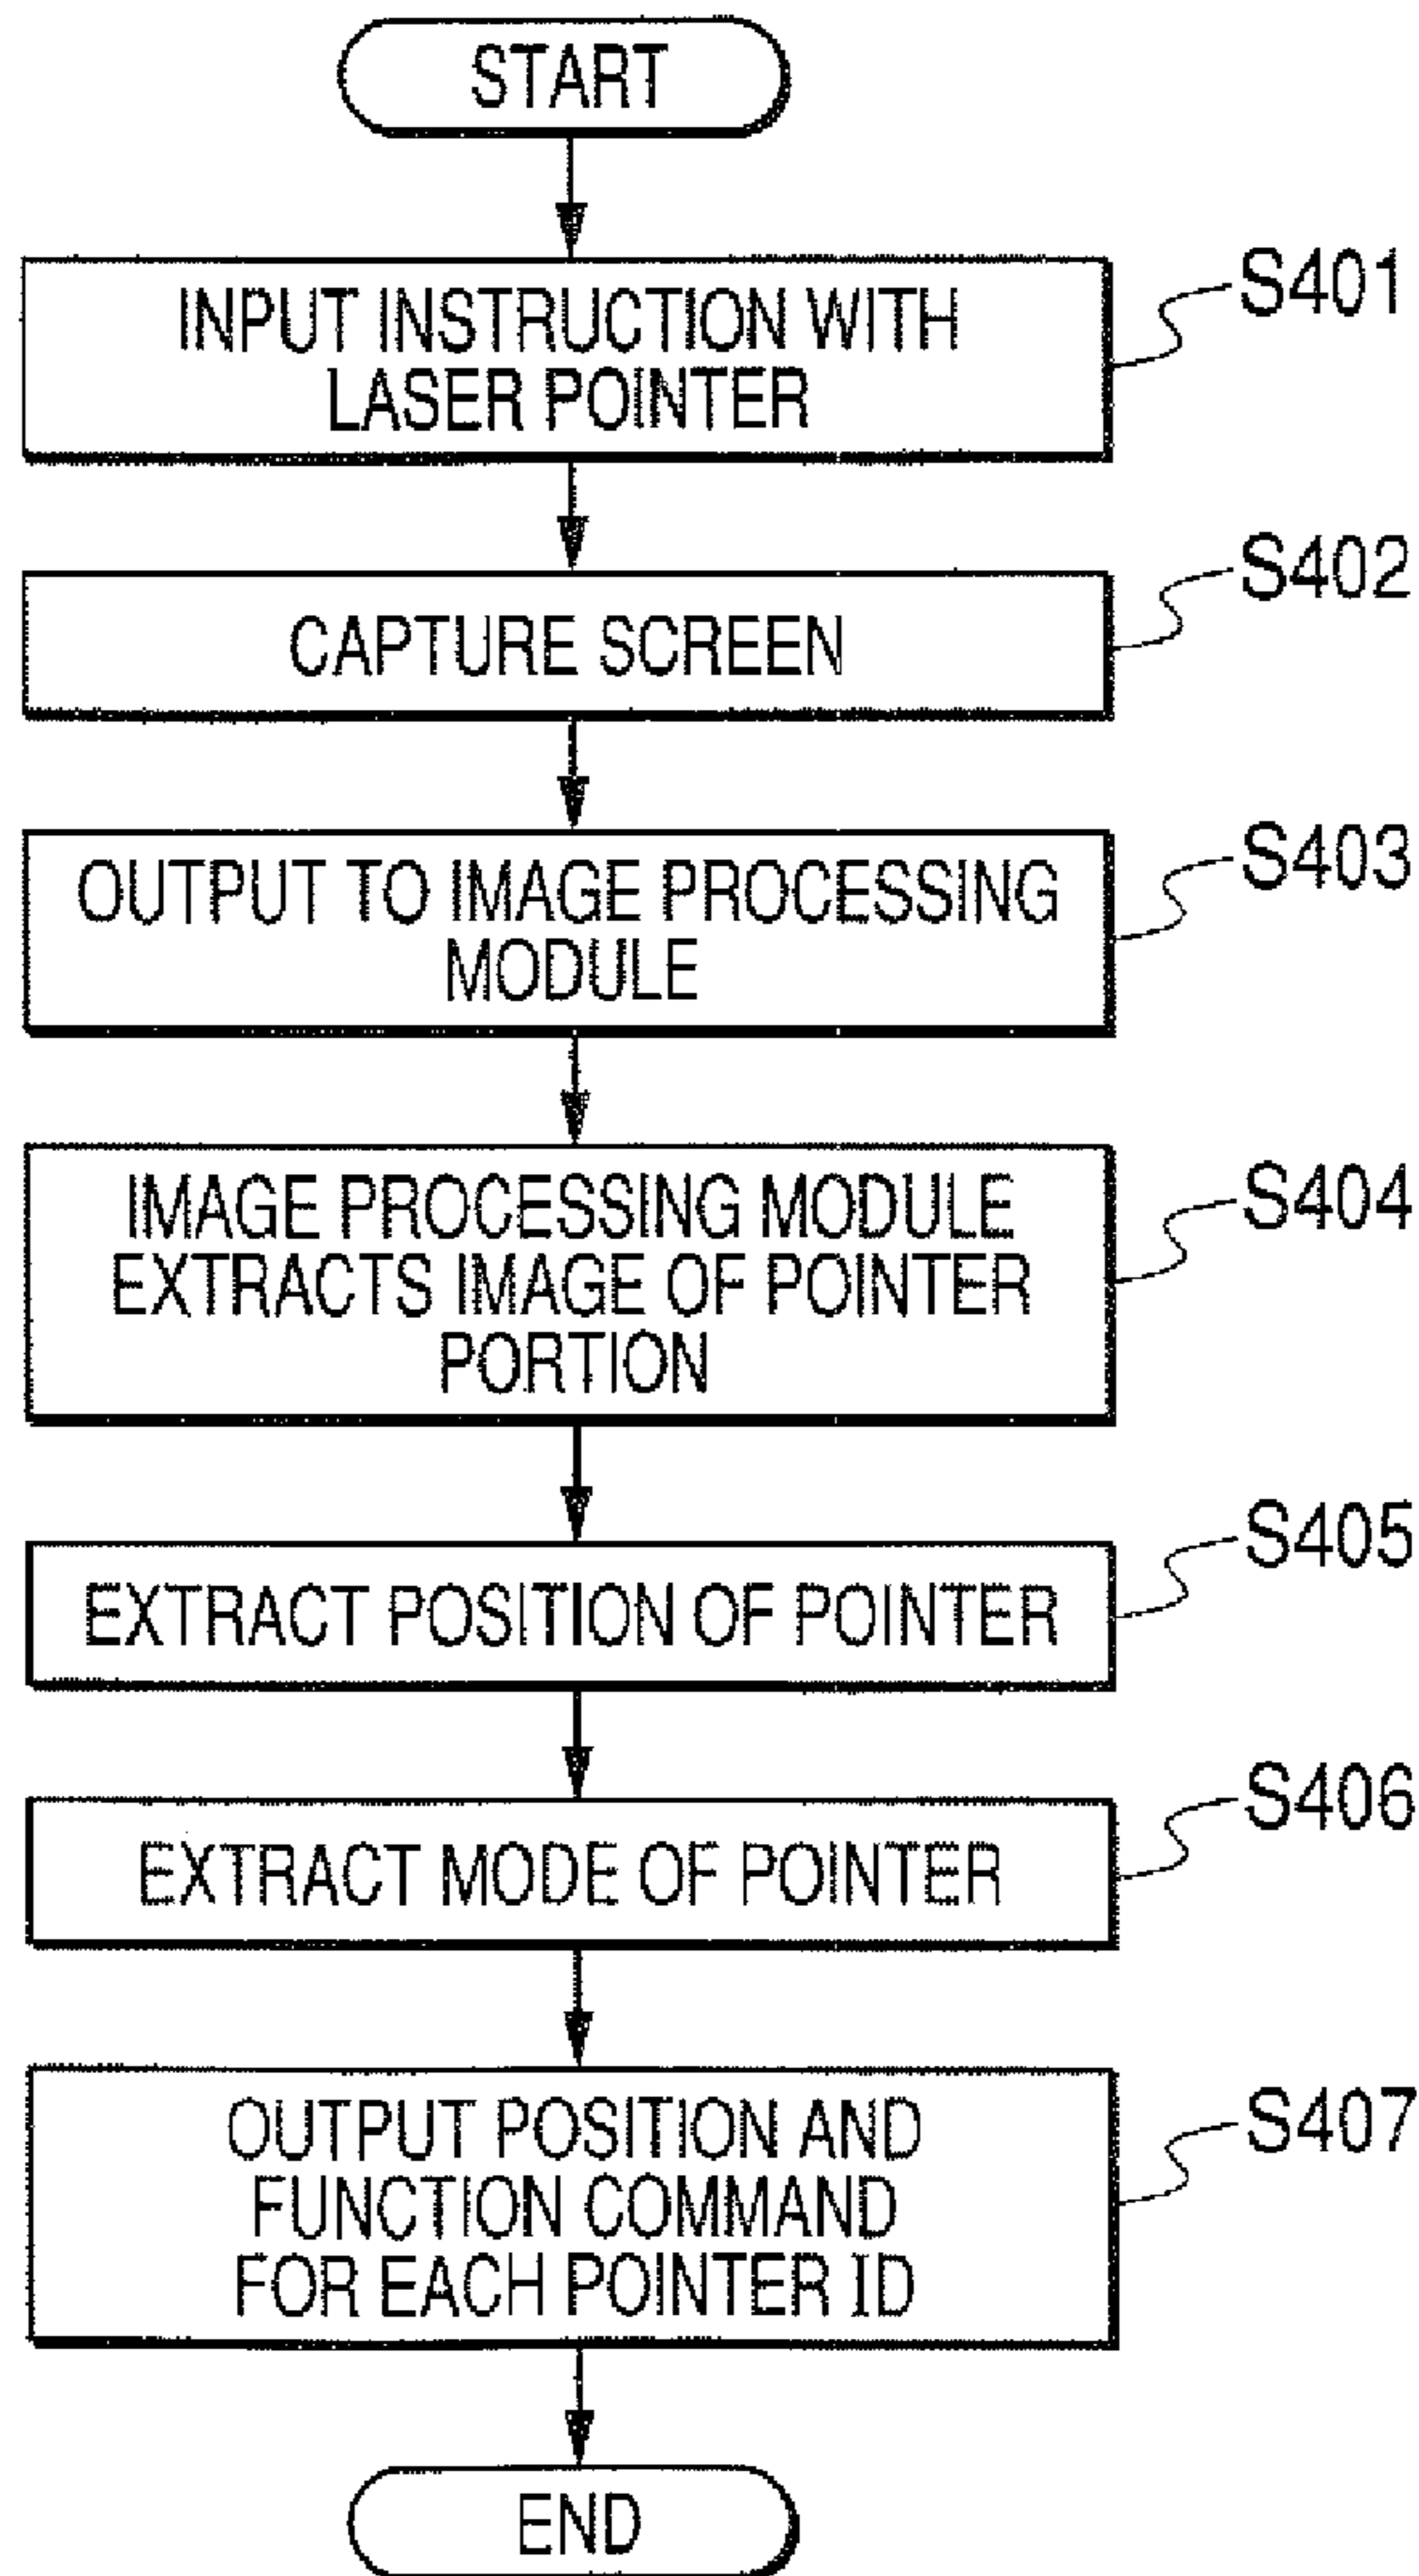 START
INPUT INSTRUCTION WITH
LASER POINTER
S401
CAPTURE SCREEN
S402
OUTPUT TO IMAGE PROCESSING
MODULE
S403
IMAGE PROCESSING MODULE
EXTRACTS IMAGE OF POINTER
PORTION
S404
EXTRACT POSITION OF POINTER
S405
EXTRACT MODE OF POINTER
S406
OUTPUT POSITION AND
FUNCTION COMMAND
FOR EACH POINTER ID
S407
END